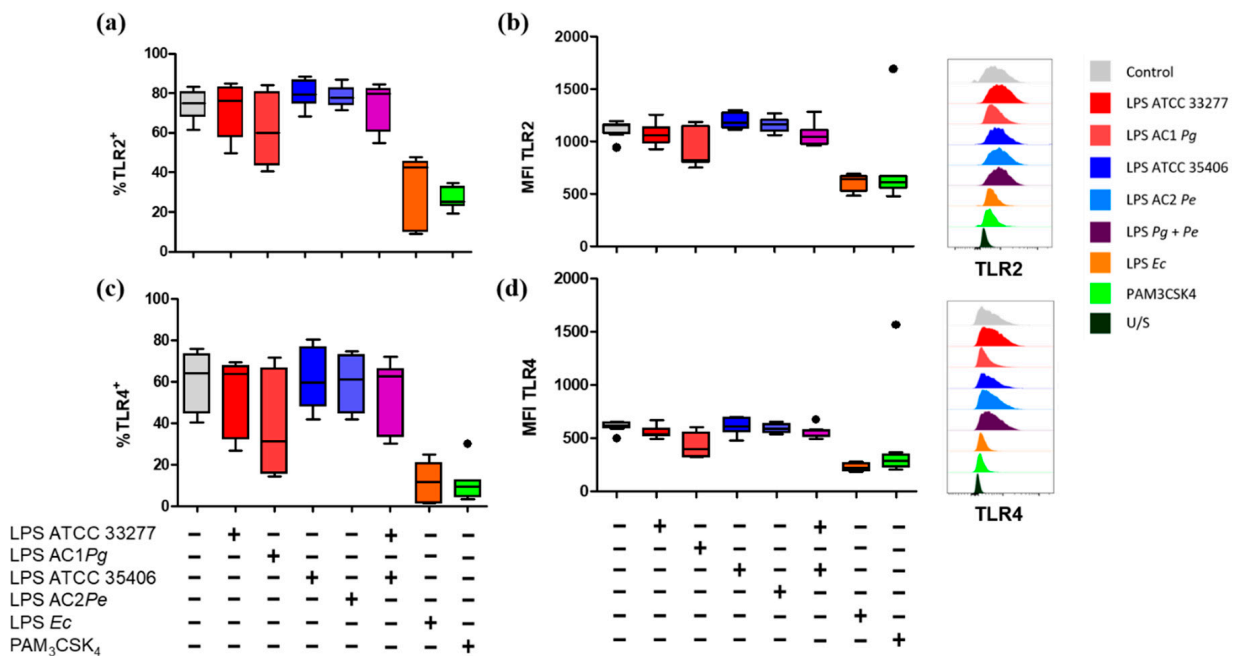 (a)
%TLR2⁺
100
80
60
40
20
0
(b)
MFI TLR2
2000
1500
1000
500
0
TLR2
Control
LPS ATCC 33277
LPS AC1 Pg
LPS ATCC 35406
LPS AC2 Pe
LPS Pg + Pe
LPS Ec
PAM3CSK4
U/S
(c)
%TLR4⁺
100
80
60
40
20
0
(d)
MFI TLR4
2000
1500
1000
500
0
TLR4
LPS ATCC 33277 − + − − − + − −
LPS AC1Pg − − + − − − − −
LPS ATCC 35406 − − − + − + − −
LPS AC2Pe − − − − + − − −
LPS Ec − − − − − − + −
PAM₃CSK₄ − − − − − − − +
− + − − − + − −
− − + − − − − −
− − − + − + − −
− − − − + − − −
− − − − − − + −
− − − − − − − +